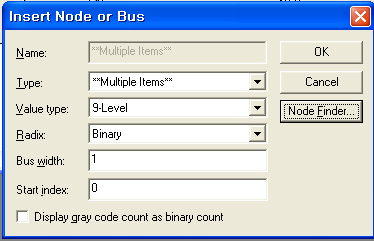 Insert Node or Bus
Name: **Multiple Items** OK
Type: **Multiple Items** Cancel
Value type: 9-Level Node Finder...
Radix: Binary
Bus width: 1
Start index: 0
Display gray code count as binary count